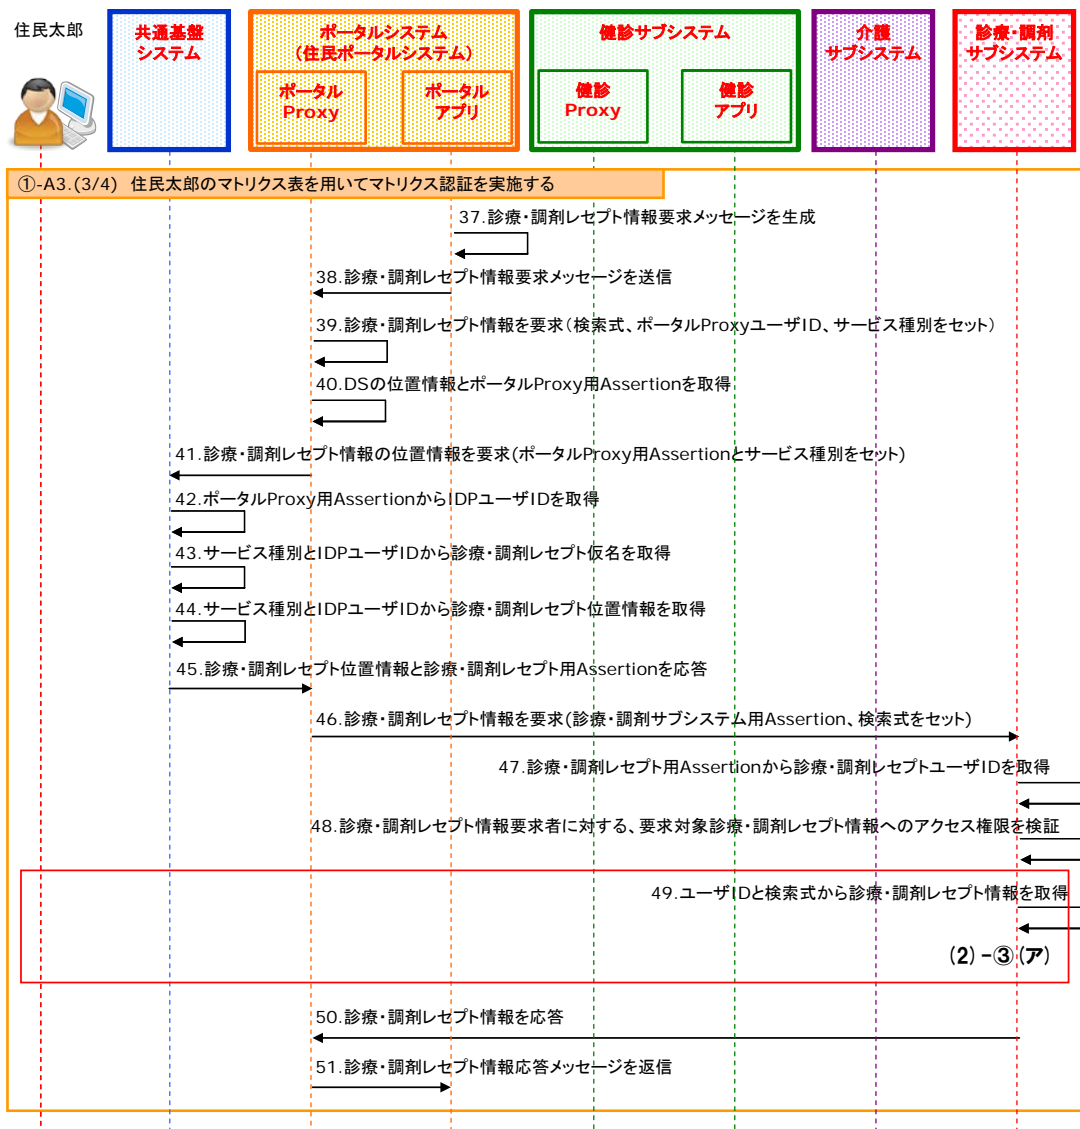 住民太郎
共通基盤
システム
ポータルシステム
(住民ポータルシステム)
ポータル
Proxy
ポータル
アプリ
健診サブシステム
健診
Proxy
健診
アプリ
介護
サブシステム
診療・調剤
サブシステム
①-A3.(3/4) 住民太郎のマトリクス表を用いてマトリクス認証を実施する
37.診療・調剤レセプト情報要求メッセージを生成
38.診療・調剤レセプト情報要求メッセージを送信
39.診療・調剤レセプト情報を要求(検索式、ポータルProxyユーザID、サービス種別をセット)
40.DSの位置情報とポータルProxy用Assertionを取得
41.診療・調剤レセプト情報の位置情報を要求(ポータルProxy用Assertionとサービス種別をセット)
42.ポータルProxy用AssertionからIDPユーザIDを取得
43.サービス種別とIDPユーザIDから診療・調剤レセプト仮名を取得
44.サービス種別とIDPユーザIDから診療・調剤レセプト位置情報を取得
45.診療・調剤レセプト位置情報と診療・調剤レセプト用Assertionを応答
46.診療・調剤レセプト情報を要求(診療・調剤サブシステム用Assertion、検索式をセット)
47.診療・調剤レセプト用Assertionから診療・調剤レセプトユーザIDを取得
48.診療・調剤レセプト情報要求者に対する、要求対象診療・調剤レセプト情報へのアクセス権限を検証
49.ユーザIDと検索式から診療・調剤レセプト情報を取得
(2)-③(ア)
50.診療・調剤レセプト情報を応答
51.診療・調剤レセプト情報応答メッセージを返信